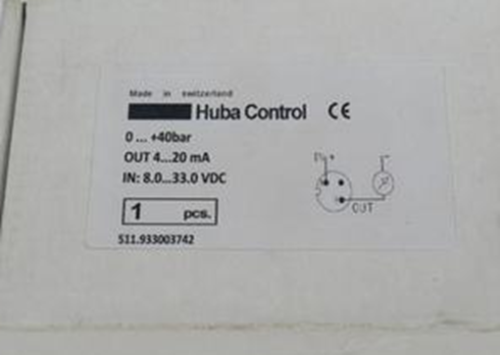 Made in switzerland
Huba Control CE
0 ... +40bar
OUT 4...20 mA
IN: 8.0...33.0 VDC
1 pcs.
OUT
511.933003742